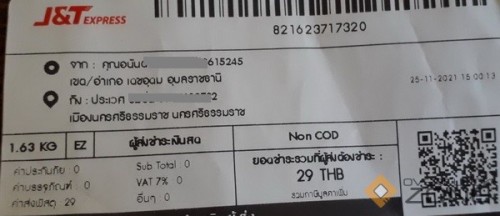 J&T EXPRESS
821623717320
จาก : คุณอนันต์ 615245
เขต/อำเภอ เดชอุดม อุบลราชธานี
25-11-2021 15:00:13
ถึง : ประเวศ
เมืองนครศรีธรรมราช นครศรีธรรมราช
1.63 KG EZ ผู้ส่งชำระเงินสด Non COD
ค่าประกันภัย 0 Sub Total 0 ยอดชำระรวมที่ผู้ส่งต้องชำระ :
ค่าบรรจุภัณฑ์ 0 VAT 7% 0 29 THB
ค่าส่งพัสดุ 29 อื่นๆ 0 รวมภาษีมูลค่าเพิ่ม